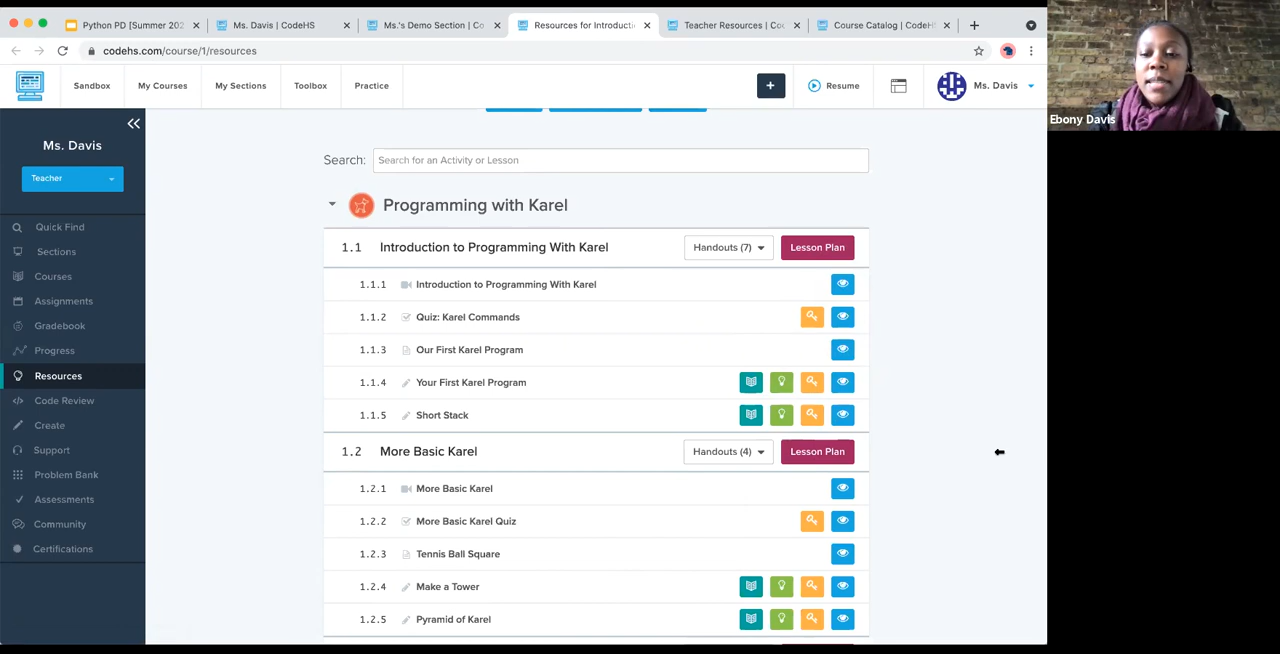 Python PD [Summer 202
Ms. Davis | CodeHS
Ms.'s Demo Section | Co
Resources for Introducti
Teacher Resources | Co
Course Catalog | CodeHS
codehs.com/course/1/resources
Sandbox
My Courses
My Sections
Toolbox
Practice
+
Resume
Ms. Davis
Ebony Davis
Ms. Davis
Teacher
Quick Find
Sections
Courses
Assignments
Gradebook
Progress
Resources
Code Review
Create
Support
Problem Bank
Assessments
Community
Certifications
Search: Search for an Activity or Lesson
Programming with Karel
1.1 Introduction to Programming With Karel Handouts (7) Lesson Plan
1.1.1 Introduction to Programming With Karel
1.1.2 Quiz: Karel Commands
1.1.3 Our First Karel Program
1.1.4 Your First Karel Program
1.1.5 Short Stack
1.2 More Basic Karel Handouts (4) Lesson Plan
1.2.1 More Basic Karel
1.2.2 More Basic Karel Quiz
1.2.3 Tennis Ball Square
1.2.4 Make a Tower
1.2.5 Pyramid of Karel